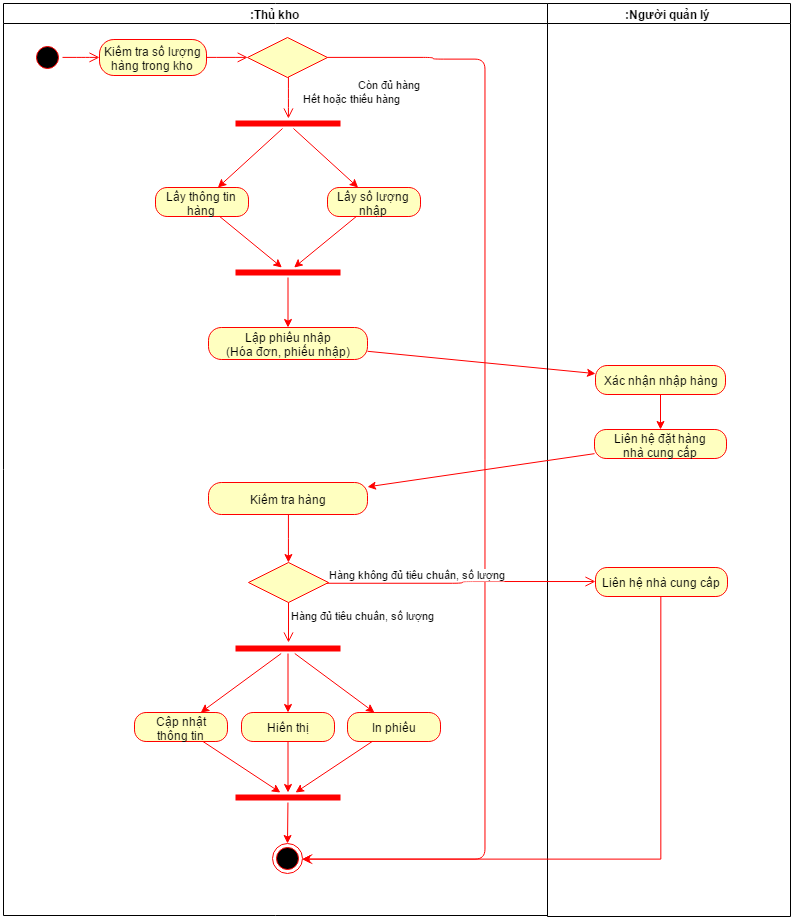 :Thủ kho
:Người quản lý
Kiểm tra số lượng
hàng trong kho
Còn đủ hàng
Hết hoặc thiếu hàng
Lấy thông tin
hàng
Lấy số lượng
nhập
Lập phiếu nhập
(Hóa đơn, phiếu nhập)
Xác nhận nhập hàng
Liên hệ đặt hàng
nhà cung cấp
Kiểm tra hàng
Hàng không đủ tiêu chuẩn, số lượng
Liên hệ nhà cung cấp
Hàng đủ tiêu chuẩn, số lượng
Cập nhật
thông tin
Hiển thị
In phiếu